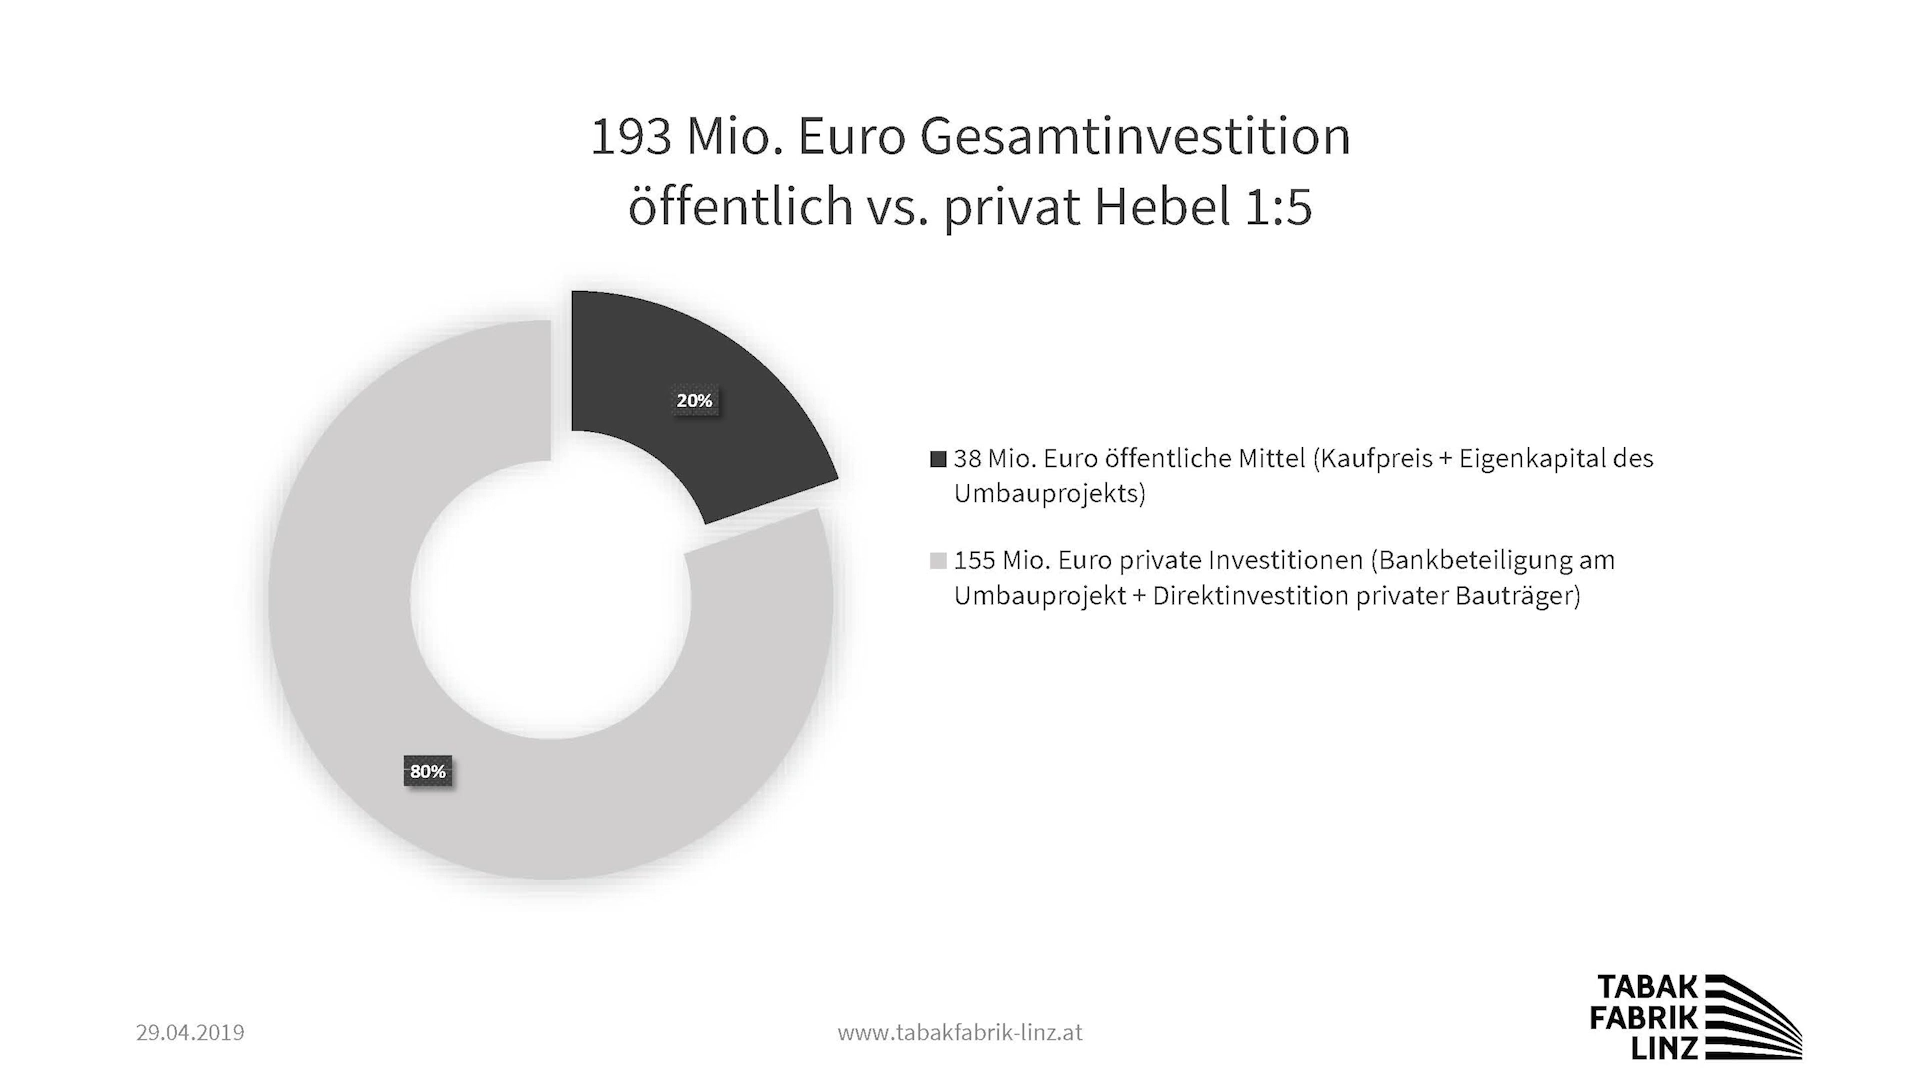 193 Mio. Euro Gesamtinvestition
öffentlich vs. privat Hebel 1:5
20%
38 Mio. Euro öffentliche Mittel (Kaufpreis + Eigenkapital des
Umbauprojekts)
155 Mio. Euro private Investitionen (Bankbeteiligung am
Umbauprojekt + Direktinvestition privater Bauträger)
80%
29.04.2019
www.tabakfabrik-linz.at
TABAK
FABRIK
LINZ